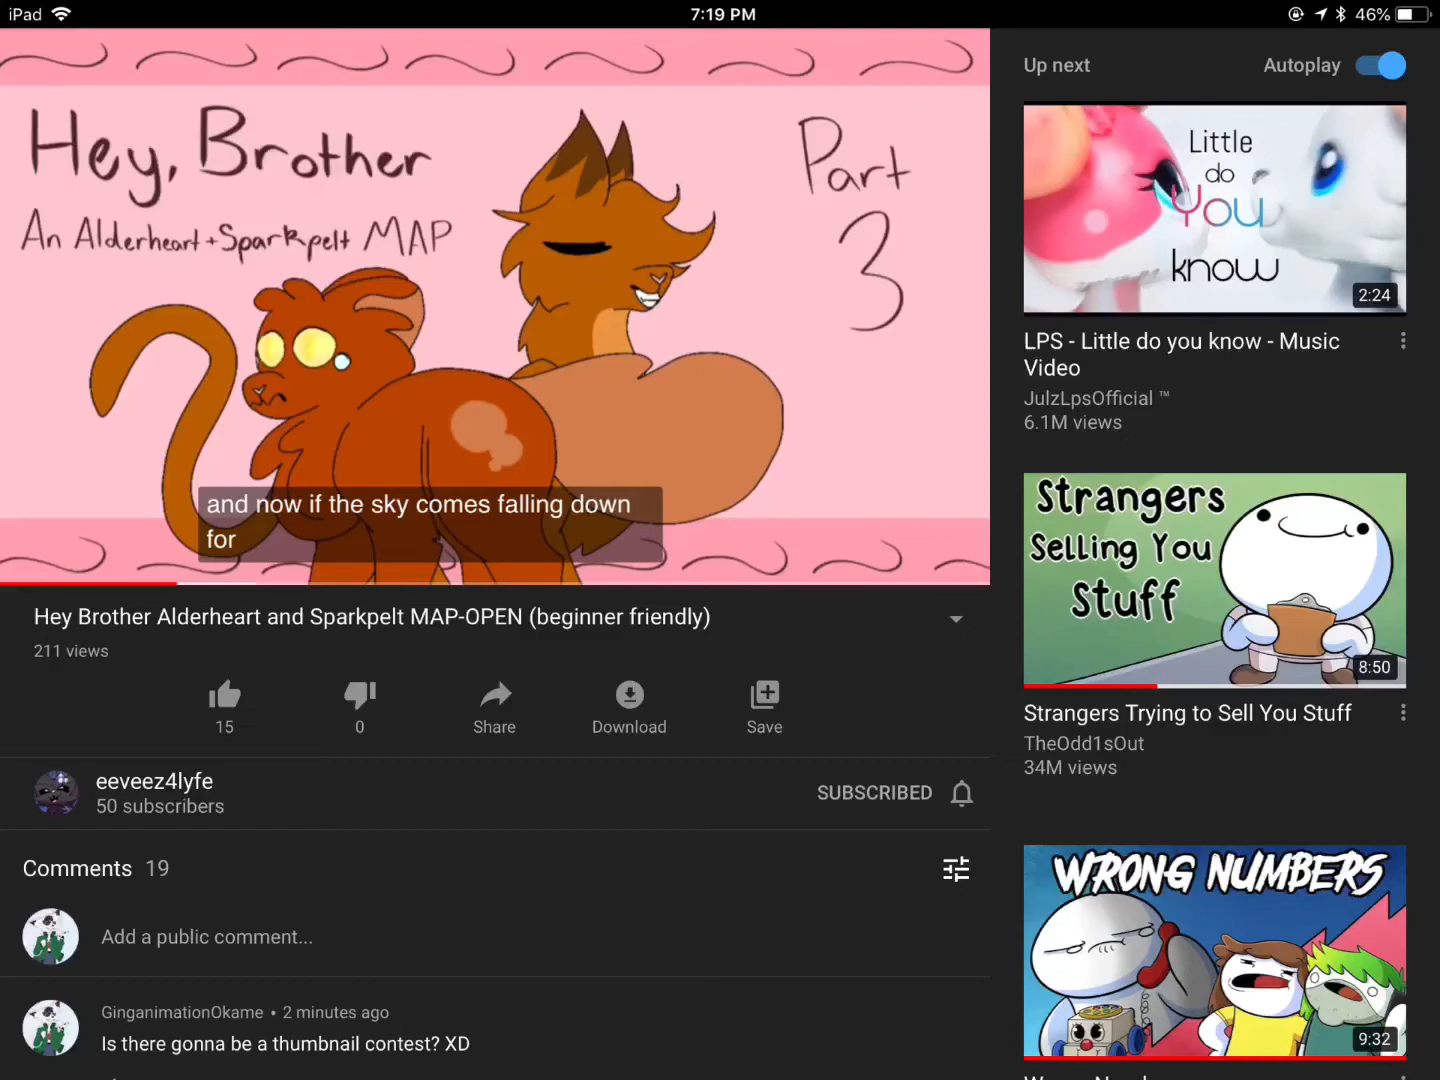 iPad
7:19 PM
46%
Hey, Brother
An Alderheart + Sparkpelt MAP
Part
3
and now if the sky comes falling down
for
Hey Brother Alderheart and Sparkpelt MAP-OPEN (beginner friendly)
211 views
15
0
Share
Download
Save
eeveez4lyfe
50 subscribers
SUBSCRIBED
Comments 19
Add a public comment...
GinganimationOkame • 2 minutes ago
Is there gonna be a thumbnail contest? XD
Up next
Autoplay
Little
do
You
know
2:24
LPS - Little do you know - Music
Video
JulzLpsOfficial ™
6.1M views
Strangers
Selling You
Stuff
8:50
Strangers Trying to Sell You Stuff
TheOdd1sOut
34M views
WRONG NUMBERS
9:32